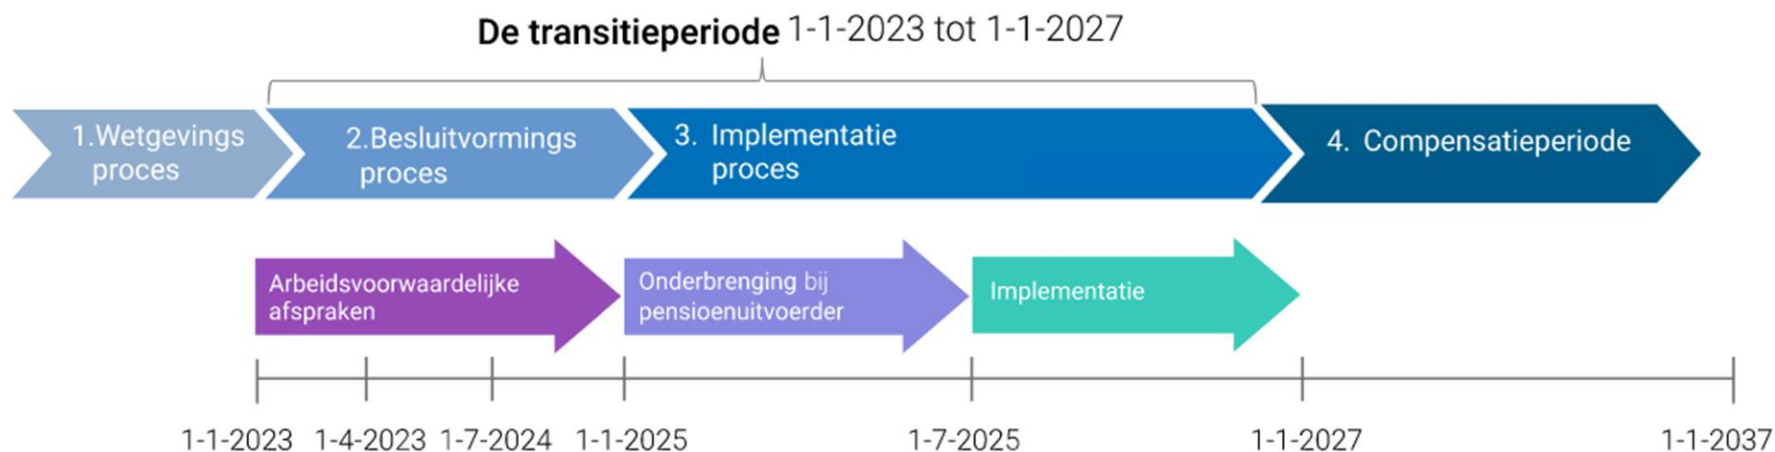 De transitieperiode 1-1-2023 tot 1-1-2027
1.Wetgevings
proces
2.Besluitvormings
proces
3. Implementatie
proces
4. Compensatieperiode
Arbeidsvoorwaardelijke
afspraken
Onderbrenging bij
pensioenuitvoerder
Implementatie
1-1-2023 1-4-2023 1-7-2024 1-1-2025 1-7-2025 1-1-2027 1-1-2037